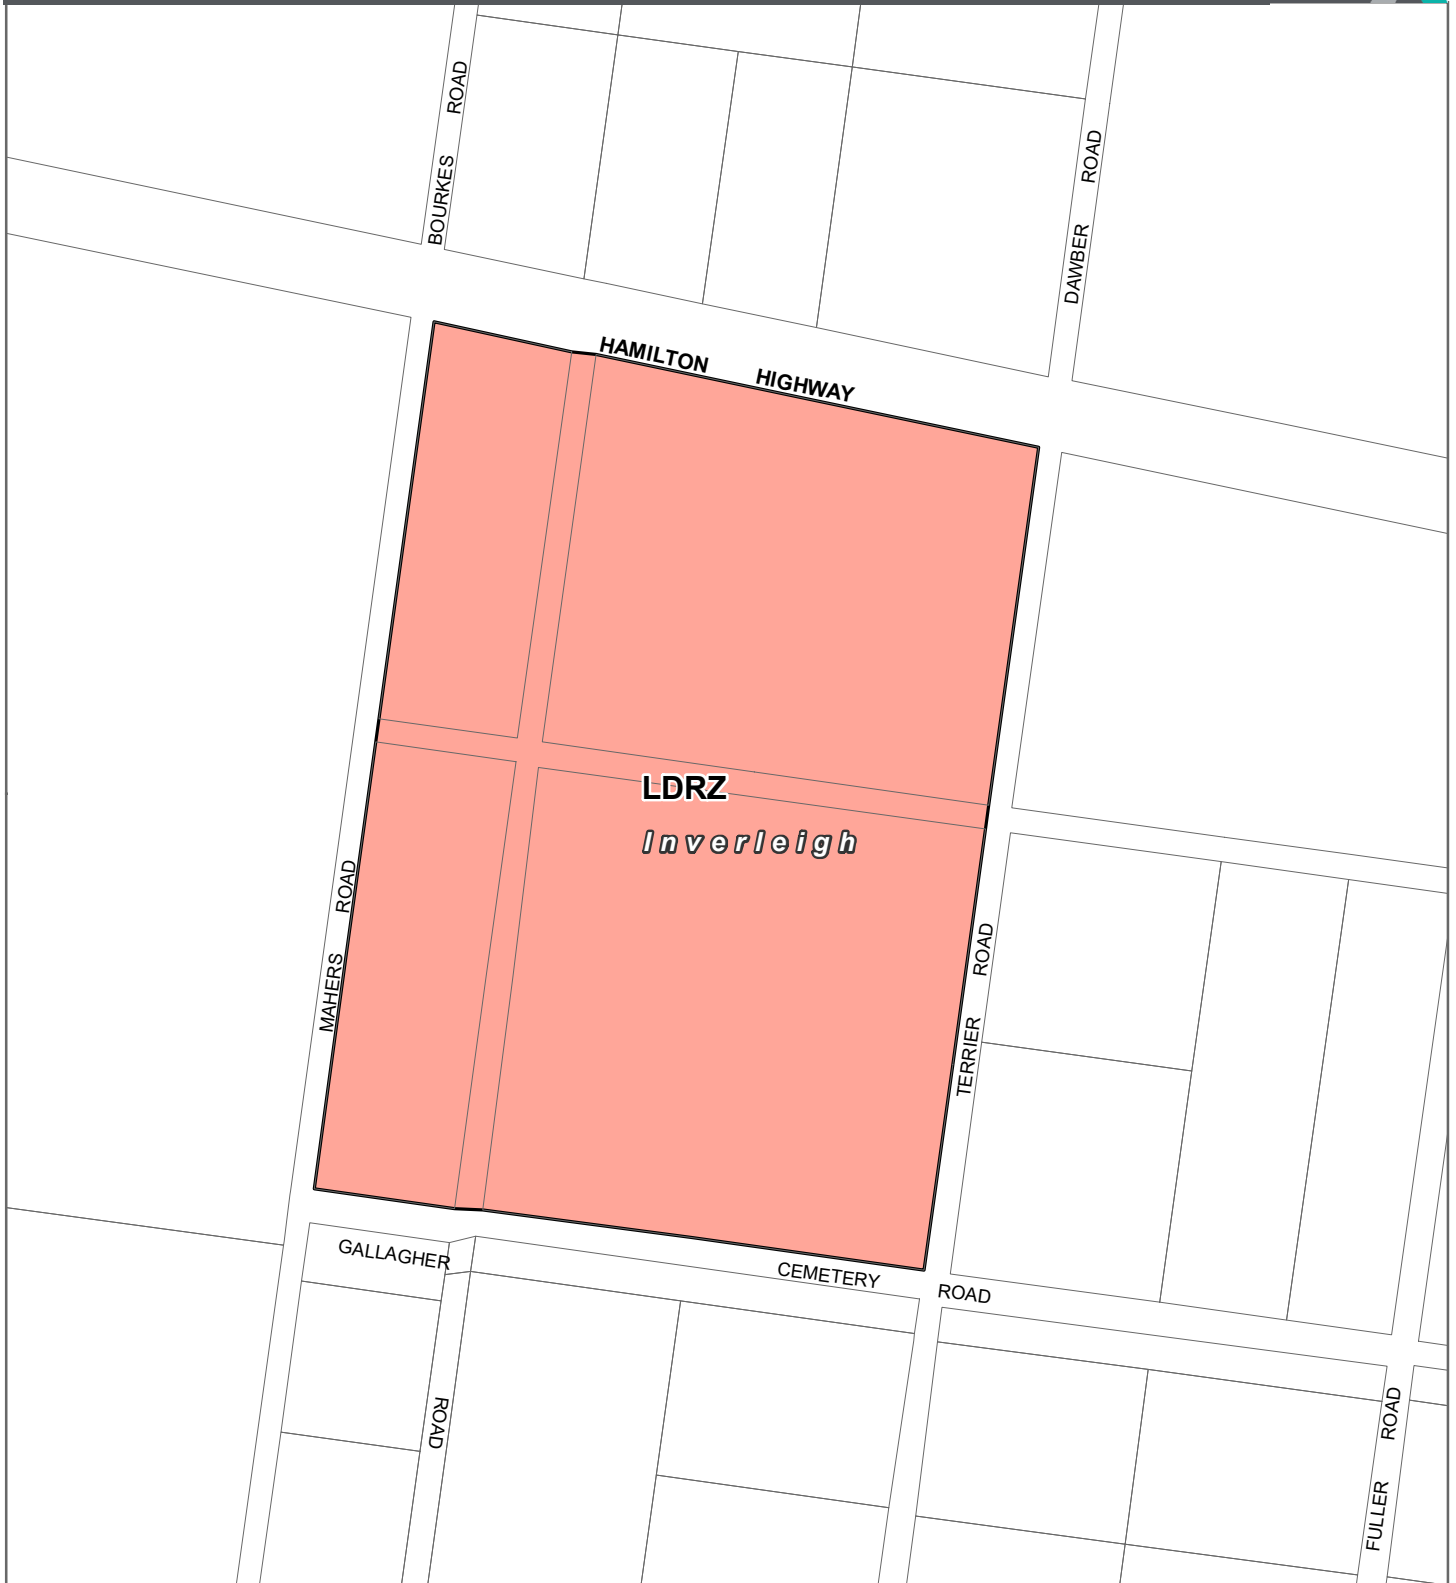 BOURKES ROAD
DAWBER ROAD
HAMILTON HIGHWAY
LDRZ
Inverleigh
MAHERS ROAD
TERRIER ROAD
GALLAGHER ROAD
CEMETERY ROAD
FULLER ROAD